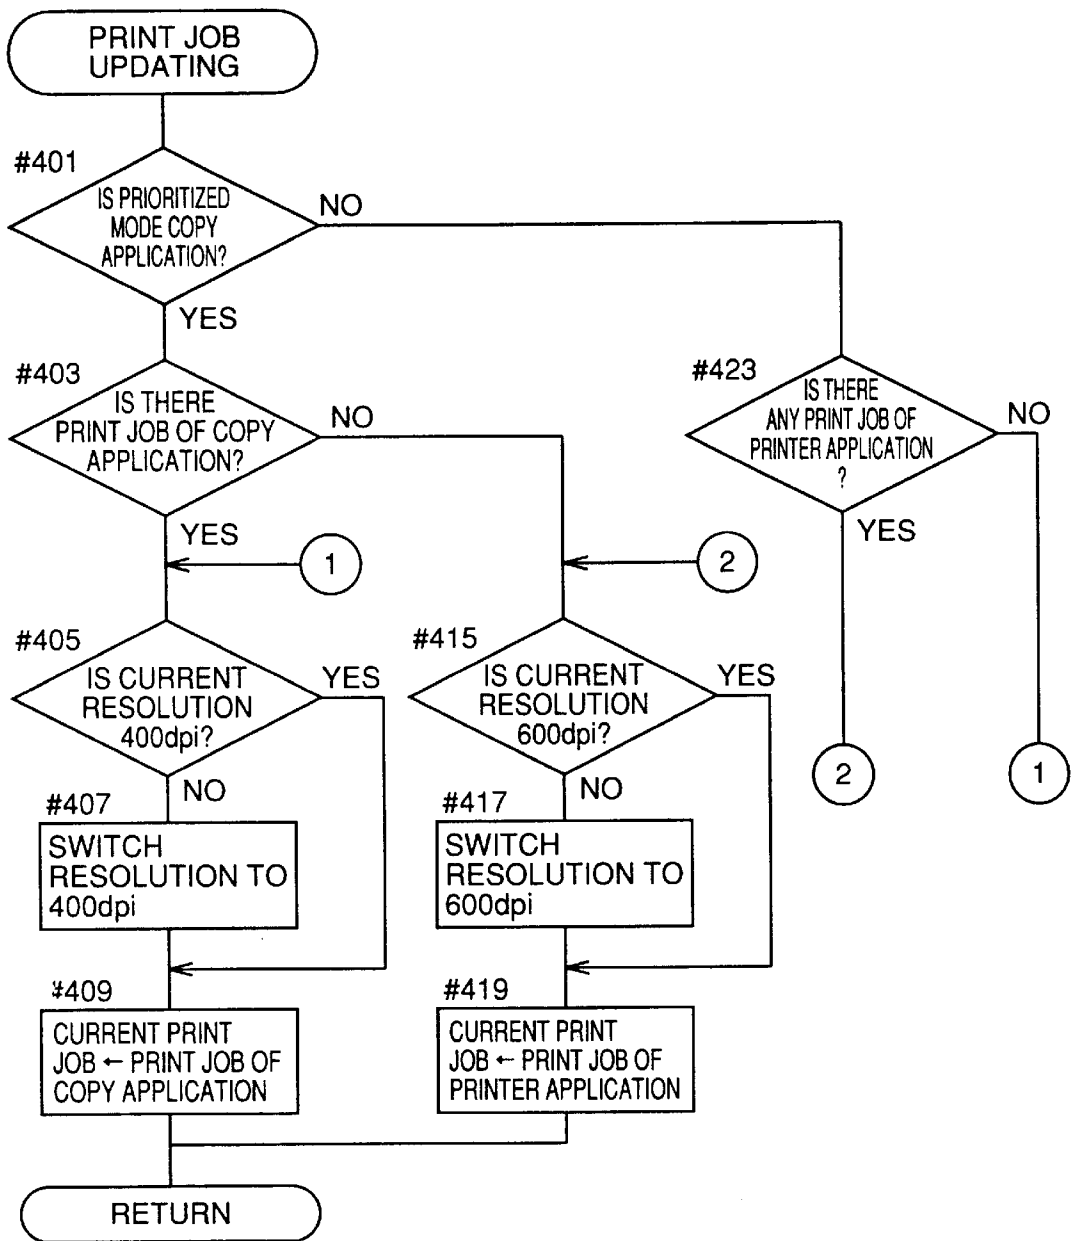 PRINT JOB
UPDATING
#401
IS PRIORITIZED
MODE COPY
APPLICATION?
NO
YES
#403
IS THERE
PRINT JOB OF COPY
APPLICATION?
NO
YES
#423
IS THERE
ANY PRINT JOB OF
PRINTER APPLICATION
?
NO
YES
1
2
#405
IS CURRENT
RESOLUTION
400dpi?
YES
NO
#415
IS CURRENT
RESOLUTION
600dpi?
YES
NO
2
1
#407
SWITCH
RESOLUTION TO
400dpi
#417
SWITCH
RESOLUTION TO
600dpi
#409
CURRENT PRINT
JOB ← PRINT JOB OF
COPY APPLICATION
#419
CURRENT PRINT
JOB ← PRINT JOB OF
PRINTER APPLICATION
RETURN